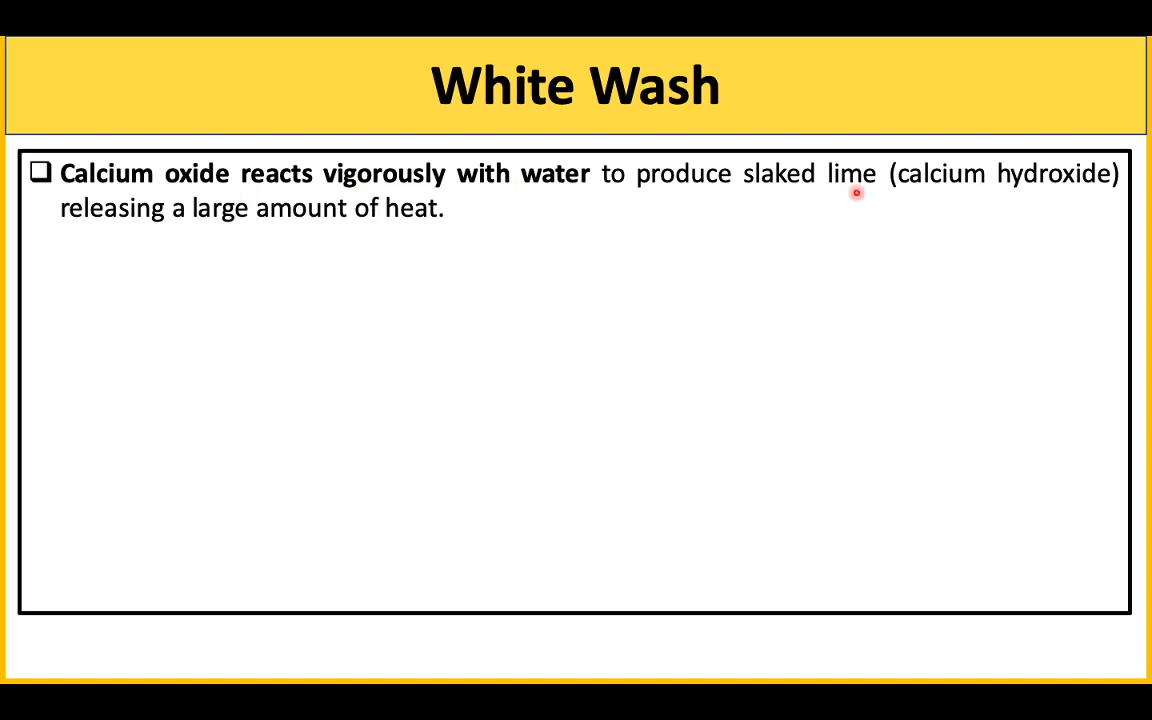 White Wash
❑ Calcium oxide reacts vigorously with water to produce slaked lime (calcium hydroxide)
releasing a large amount of heat.